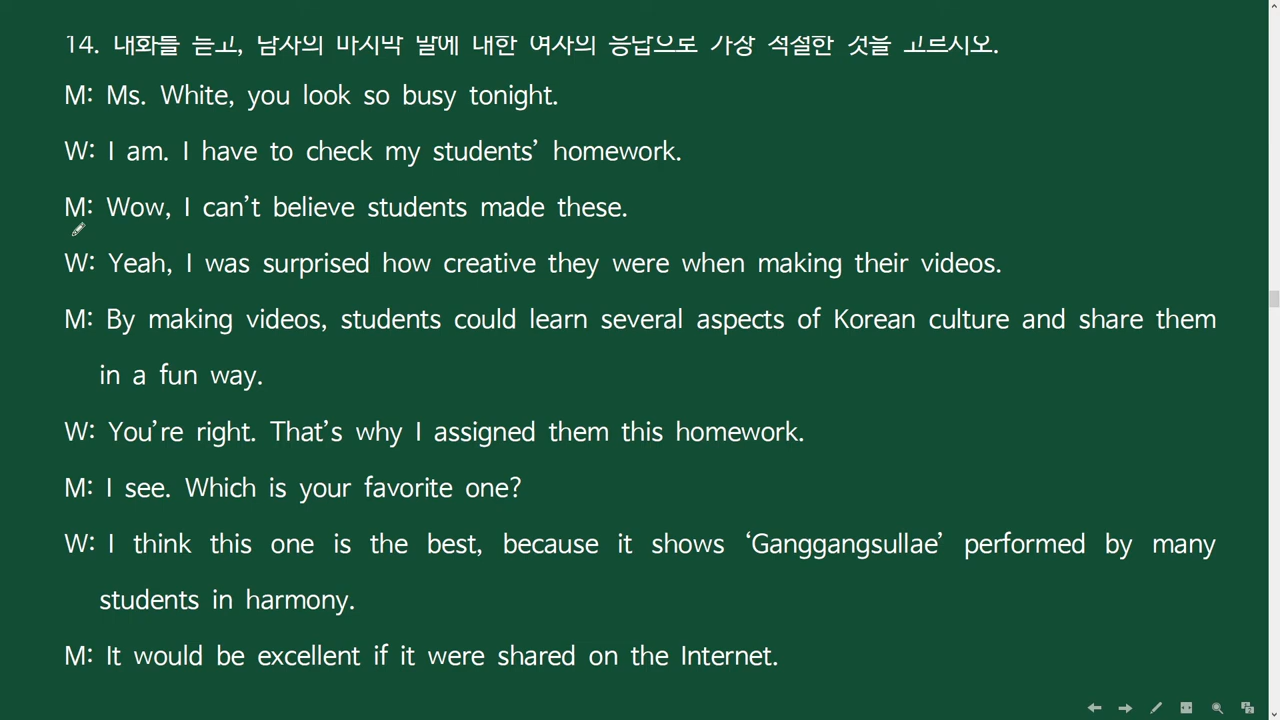 14. 대화를 듣고, 남자의 마지막 말에 대한 여자의 응답으로 가장 적절한 것을 고르시오.
M: Ms. White, you look so busy tonight.
W: I am. I have to check my students’ homework.
M: Wow, I can’t believe students made these.
W: Yeah, I was surprised how creative they were when making their videos.
M: By making videos, students could learn several aspects of Korean culture and share them
in a fun way.
W: You’re right. That’s why I assigned them this homework.
M: I see. Which is your favorite one?
W: I think this one is the best, because it shows ‘Ganggangsullae’ performed by many
students in harmony.
M: It would be excellent if it were shared on the Internet.